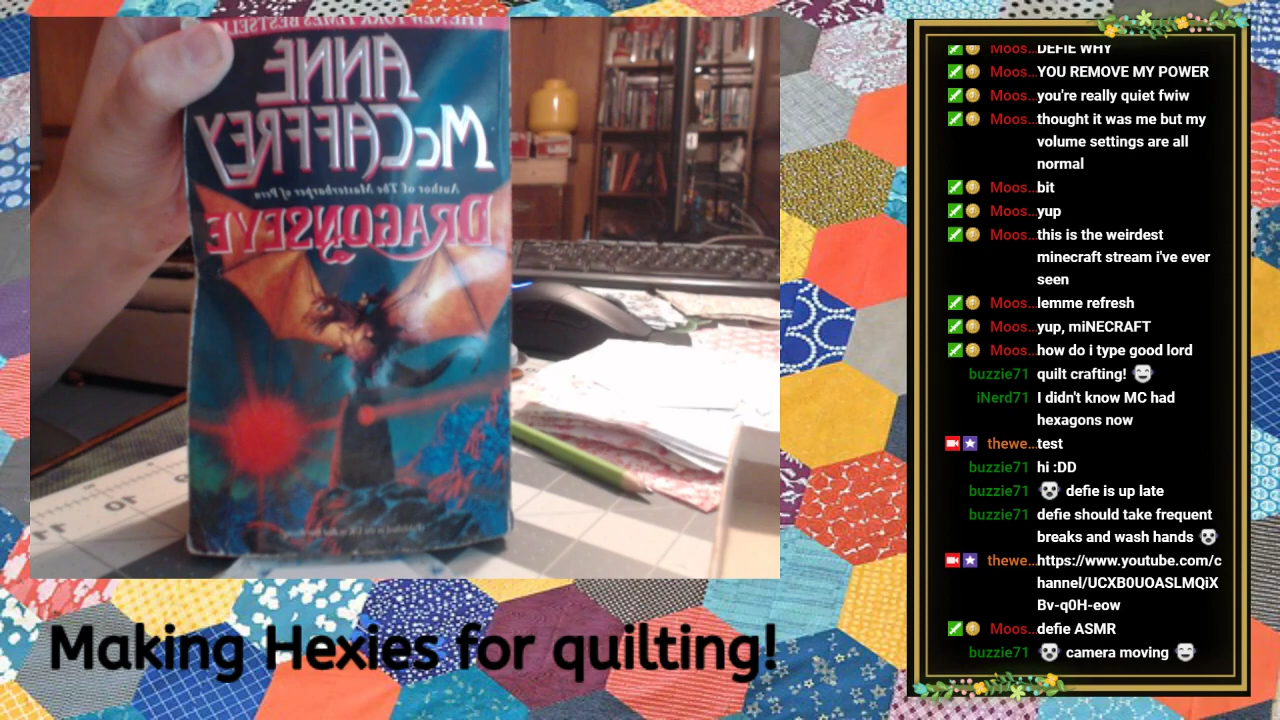 THE NEW YORK TIMES BESTSELL
ANNE
McCAFFREY
Author of The Masterharper of Pern
DRAGONSEYE
10
Making Hexies for quilting!
Moos... DEFIE WHY
Moos... YOU REMOVE MY POWER
Moos... you're really quiet fwiw
Moos... thought it was me but my
volume settings are all
normal
Moos... bit
Moos... yup
Moos... this is the weirdest
minecraft stream i've ever
seen
Moos... lemme refresh
Moos... yup, miNECRAFT
Moos... how do i type good lord
buzzie71 quilt crafting!
iNerd71 I didn't know MC had
hexagons now
thewe... test
buzzie71 hi :DD
buzzie71 defie is up late
buzzie71 defie should take frequent
breaks and wash hands
thewe... https://www.youtube.com/c
hannel/UCXB0UOASLMQiX
Bv-q0H-eow
Moos... defie ASMR
buzzie71 camera moving